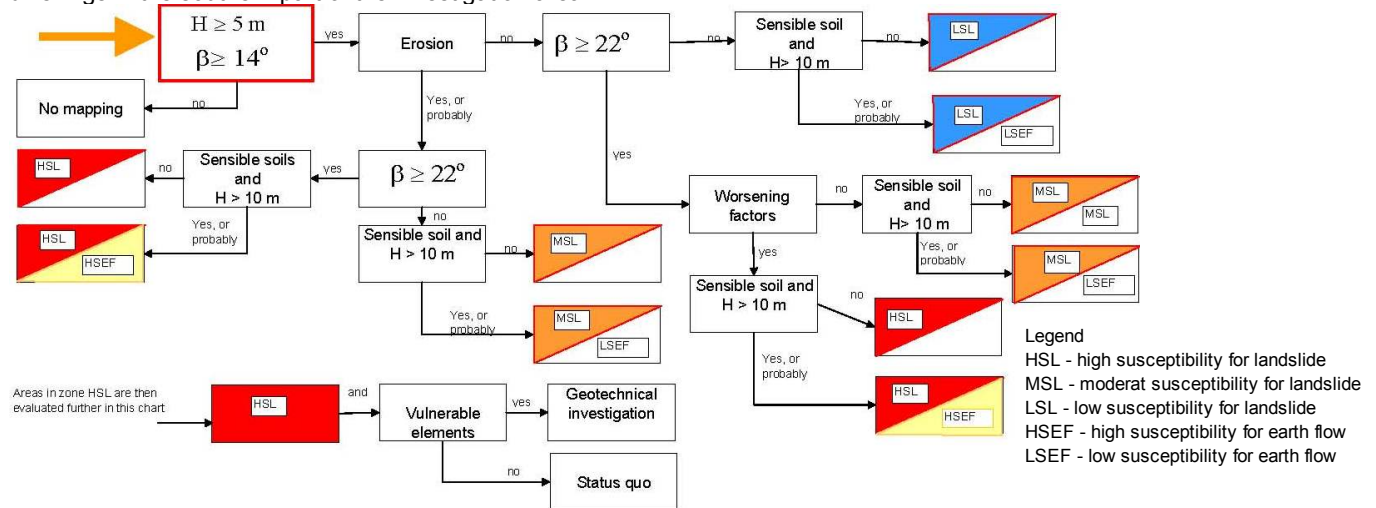 H ≥ 5 m
β≥ 14°
yes
Erosion
no
β ≥ 22°
no
Sensible soil
and
H> 10 m
no
LSL
no
No mapping
Yes, or
probably
Yes, or
probably
LSL
LSEF
HSL
no
Sensible soils
and
H > 10 m
yes
β ≥ 22°
yes
Worsening
factors
no
Sensible soil
and
H> 10 m
no
MSL
MSL
Yes, or
probably
HSL
HSEF
no
Sensible soil and
H > 10 m
no
MSL
yes
Yes, or
probably
MSL
LSEF
Sensible soil and
H > 10 m
no
HSL
Yes, or
probably
MSL
LSEF
Yes, or
probably
HSL
HSEF
Legend
HSL - high susceptibility for landslide
MSL - moderat susceptibility for landslide
LSL - low susceptibility for landslide
HSEF - high susceptibility for earth flow
LSEF - low susceptibility for earth flow
Areas in zone HSL are then
evaluated further in this chart
HSL
and
Vulnerable
elements
yes
Geotechnical
investigation
no
Status quo